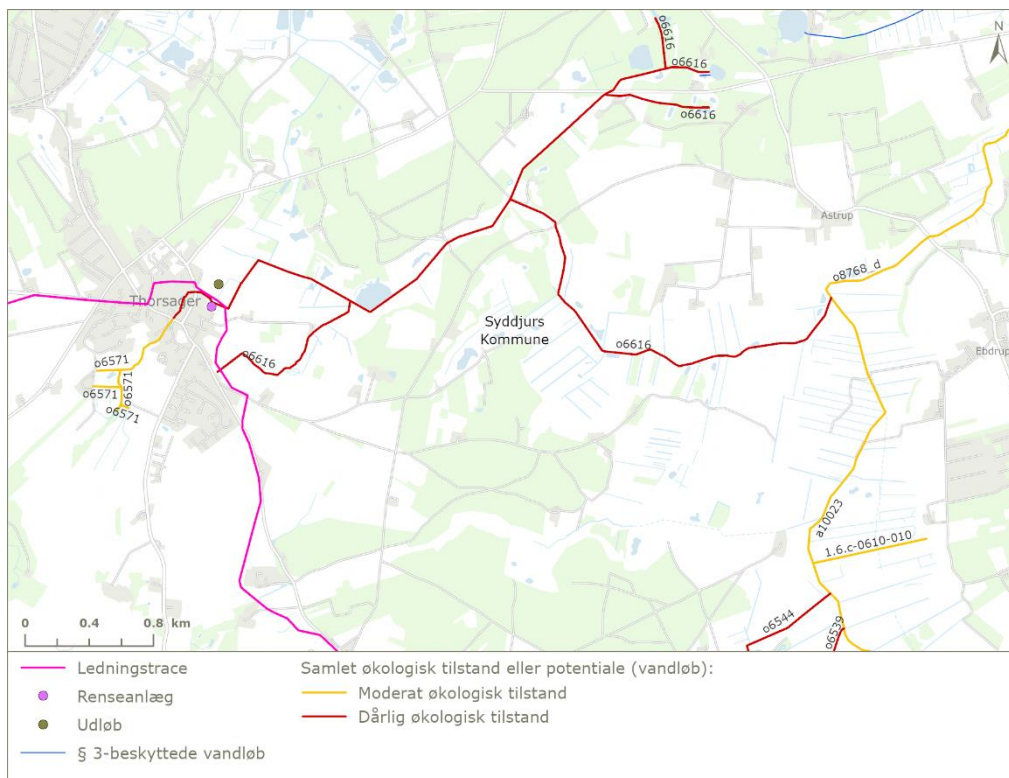 N
o6616
o6616
o6616
Astrup
o8768_d
Thorsager
Syddjurs
Kommune
Ebdrup
o6616
o6616
o6571
o6571
o6571
o6571
a10023
1.6.c-0610-010
o6544
o6539
0 0.4 0.8 km
Ledningstrace
Renseanlæg
Udløb
§ 3-beskyttede vandløb
Samlet økologisk tilstand eller potentiale (vandløb):
Moderat økologisk tilstand
Dårlig økologisk tilstand